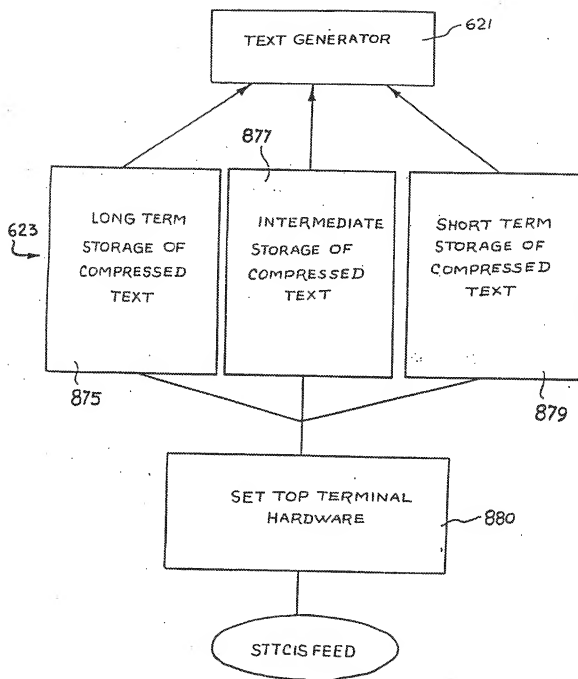 TEXT GENERATOR
621
877
623
LONG TERM
STORAGE OF
COMPRESSED
TEXT
INTERMEDIATE
STORAGE OF
COMPRESSED
TEXT
SHORT TERM
STORAGE OF
COMPRESSED
TEXT
875
879
SET TOP TERMINAL
HARDWARE
880
STTCIS FEED